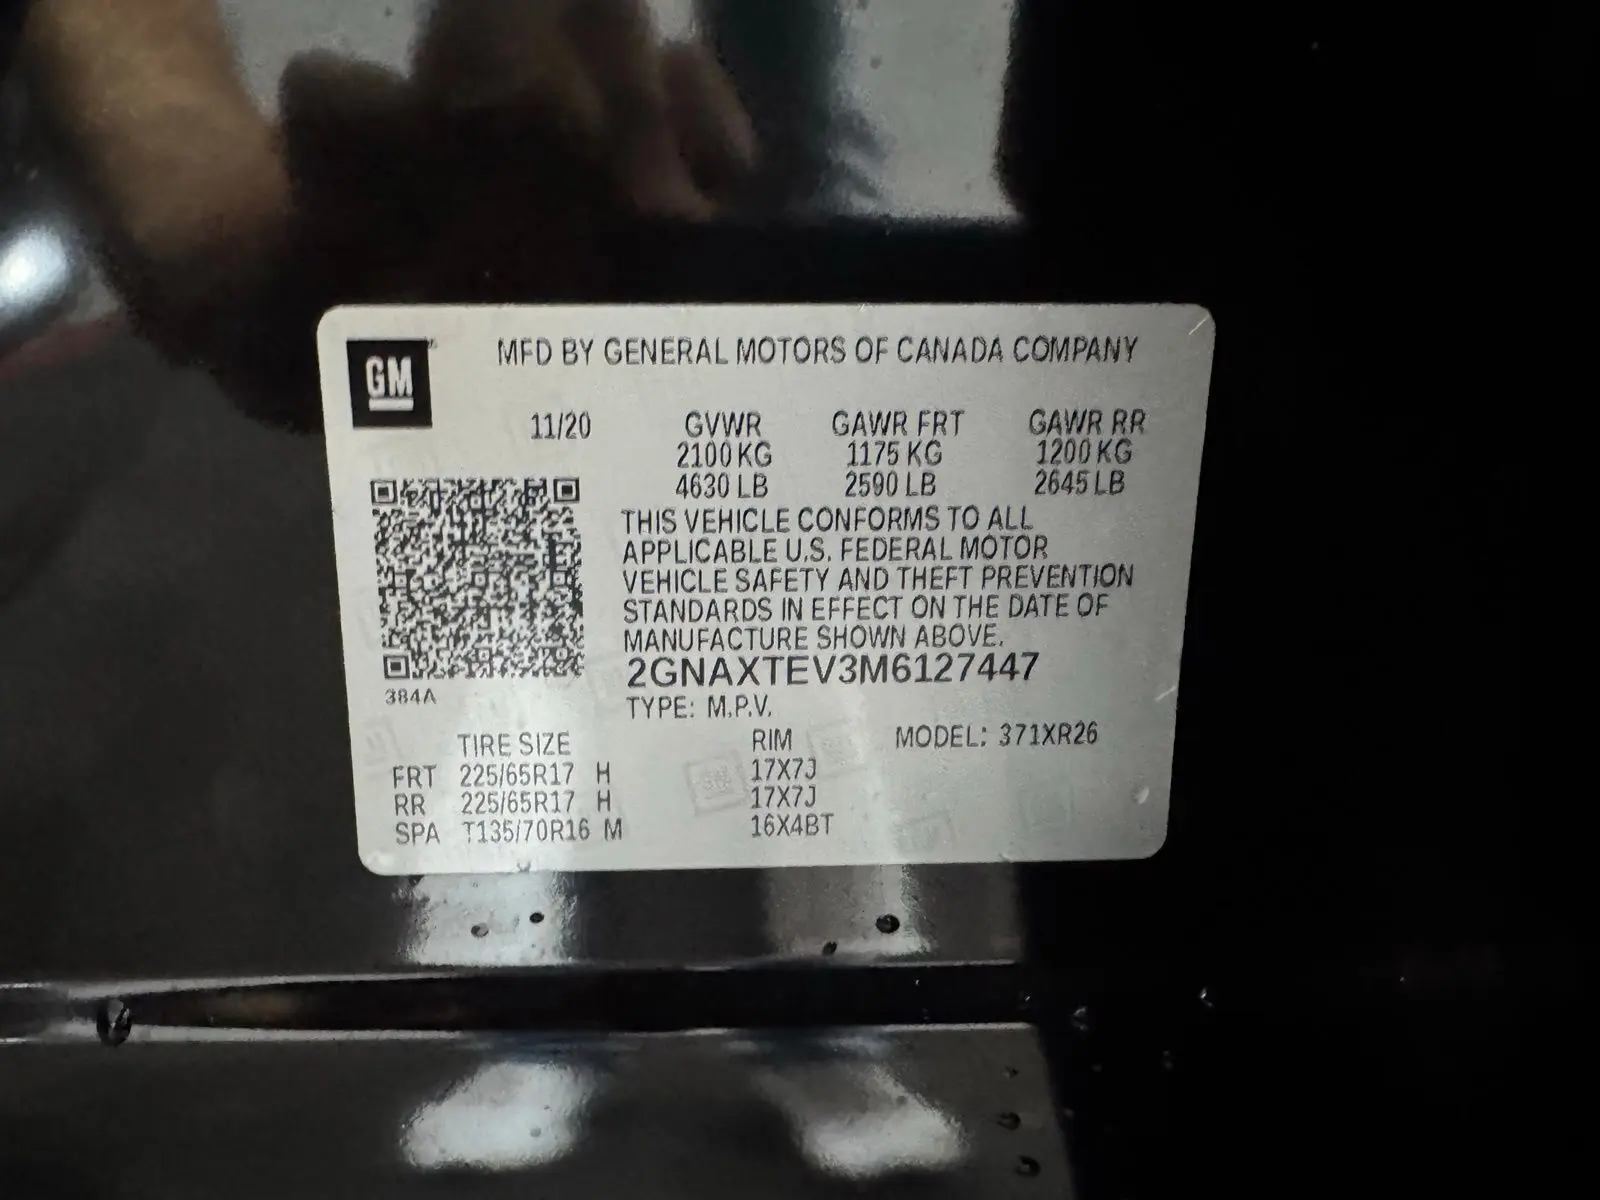 GM
MFD BY GENERAL MOTORS OF CANADA COMPANY
11/20 GVWR GAWR FRT GAWR RR
2100 KG 1175 KG 1200 KG
4630 LB 2590 LB 2645 LB
THIS VEHICLE CONFORMS TO ALL
APPLICABLE U.S. FEDERAL MOTOR
VEHICLE SAFETY AND THEFT PREVENTION
STANDARDS IN EFFECT ON THE DATE OF
MANUFACTURE SHOWN ABOVE.
2GNAXTEV3M6127447
384A
TYPE: M.P.V.
TIRE SIZE RIM MODEL: 371XR26
FRT 225/65R17 H 17X7J
RR 225/65R17 H 17X7J
SPA T135/70R16 M 16X4BT